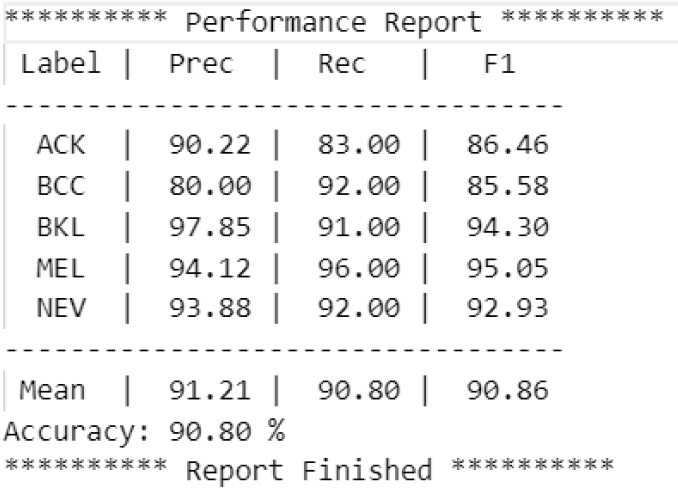 ********** Performance Report **********
Label | Prec | Rec | F1
----------------------------------
ACK | 90.22 | 83.00 | 86.46
BCC | 80.00 | 92.00 | 85.58
BKL | 97.85 | 91.00 | 94.30
MEL | 94.12 | 96.00 | 95.05
NEV | 93.88 | 92.00 | 92.93
----------------------------------
Mean | 91.21 | 90.80 | 90.86
Accuracy: 90.80 %
********** Report Finished **********